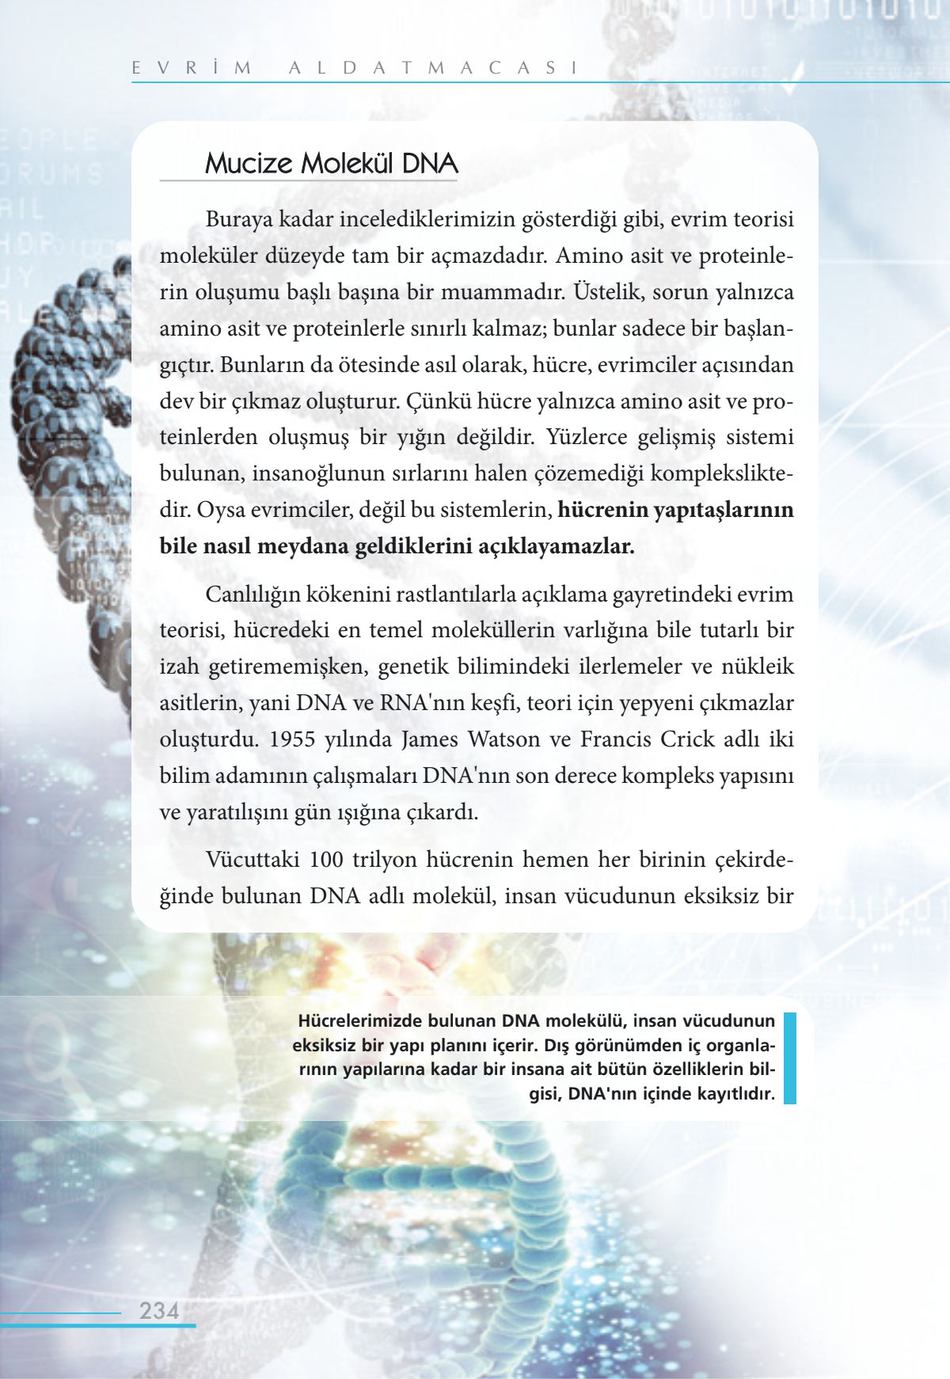 EVRİM ALDATMACASI
Mucize Molekül DNA
Buraya kadar incelediklerimizin gösterdiği gibi, evrim teorisi
moleküler düzeyde tam bir açmazdadır. Amino asit ve proteinle-
rin oluşumu başlı başına bir muammadır. Üstelik, sorun yalnızca
amino asit ve proteinlerle sınırlı kalmaz; bunlar sadece bir başlan-
gıçtır. Bunların da ötesinde asıl olarak, hücre, evrimciler açısından
dev bir çıkmaz oluşturur. Çünkü hücre yalnızca amino asit ve pro-
teinlerden oluşmuş bir yığın değildir. Yüzlerce gelişmiş sistemi
bulunan, insanoğlunun sırlarını halen çözemediği komplekslikte-
dir. Oysa evrimciler, değil bu sistemlerin, hücrenin yapıtaşlarının
bile nasıl meydana geldiklerini açıklayamazlar.
Canlılığın kökenini rastlantılarla açıklama gayretindeki evrim
teorisi, hücredeki en temel moleküllerin varlığına bile tutarlı bir
izah getirememişken, genetik bilimindeki ilerlemeler ve nükleik
asitlerin, yani DNA ve RNA'nın keşfi, teori için yepyeni çıkmazlar
oluşturdu. 1955 yılında James Watson ve Francis Crick adlı iki
bilim adamının çalışmaları DNA'nın son derece kompleks yapısını
ve yaratılışını gün ışığına çıkardı.
Vücuttaki 100 trilyon hücrenin hemen her birinin çekirde-
ğinde bulunan DNA adlı molekül, insan vücudunun eksiksiz bir
Hücrelerimizde bulunan DNA molekülü, insan vücudunun
eksiksiz bir yapı planını içerir. Dış görünümden iç organla-
rının yapılarına kadar bir insana ait bütün özelliklerin bil-
gisi, DNA'nın içinde kayıtlıdır.
234